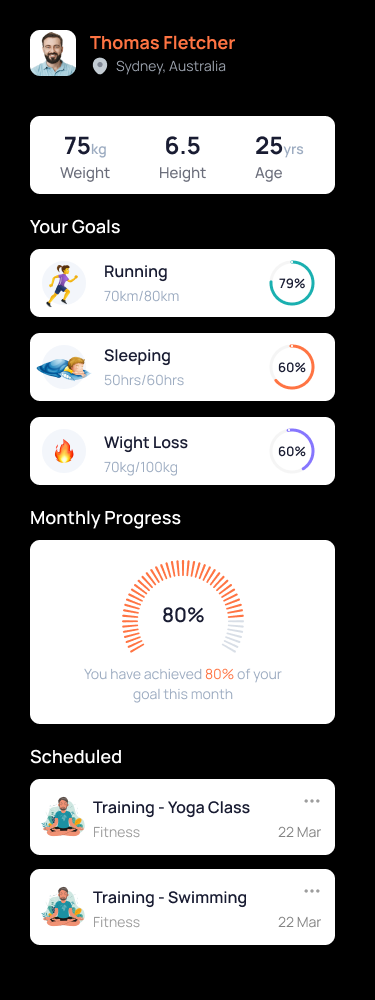 Thomas Fletcher
Sydney, Australia
75kg 6.5 25yrs
Weight Height Age
Your Goals
Running
70km/80km
79%
Sleeping
50hrs/60hrs
60%
Wight Loss
70kg/100kg
60%
Monthly Progress
80%
You have achieved 80% of your
goal this month
Scheduled
Training - Yoga Class
Fitness 22 Mar
Training - Swimming
Fitness 22 Mar